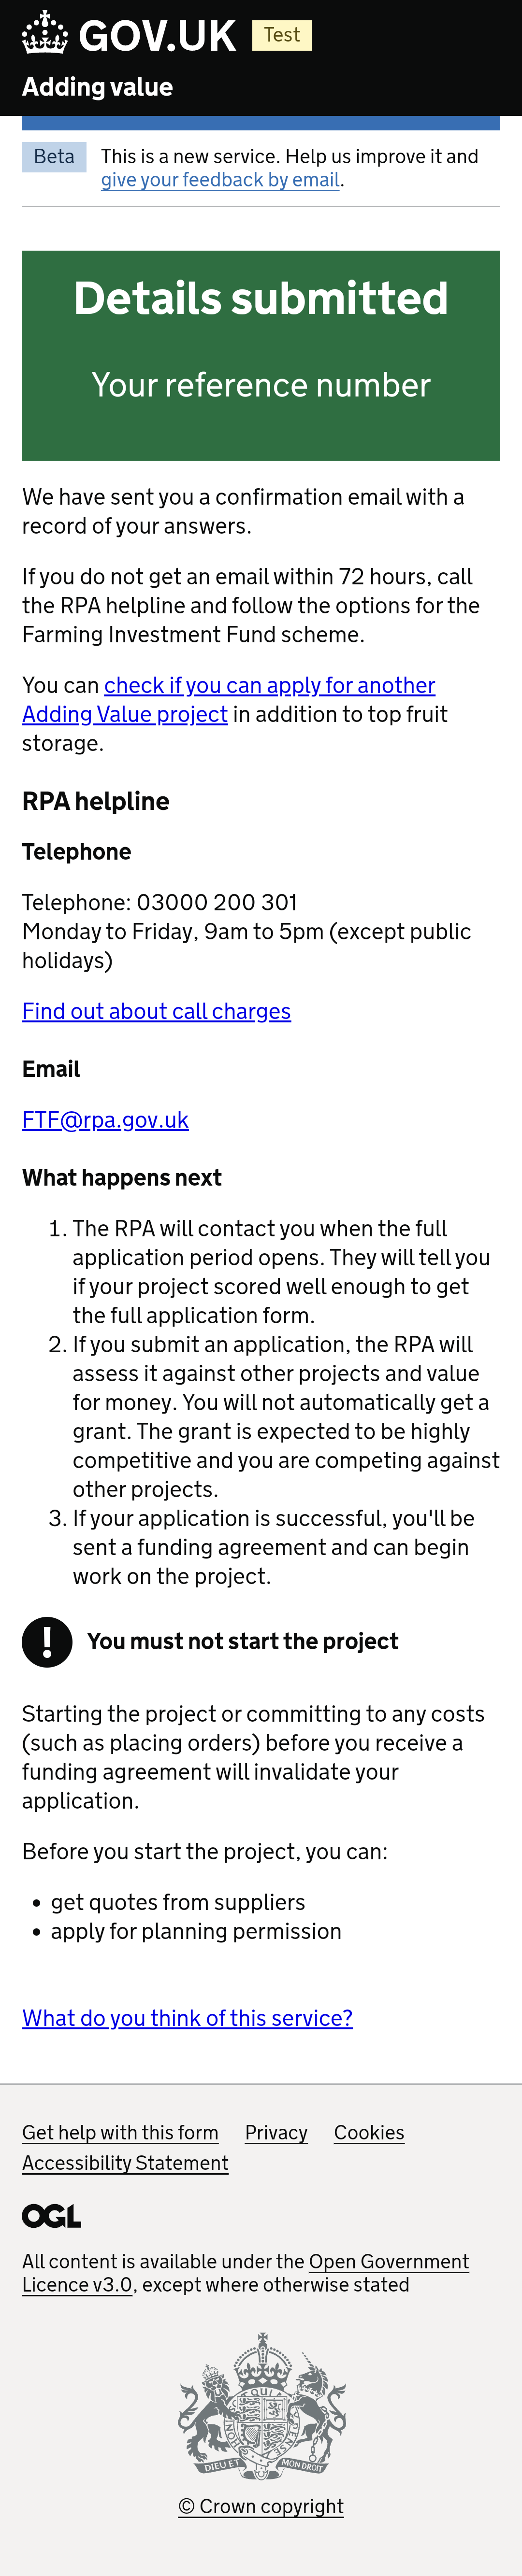 GOV.UK Test
Adding value
Beta
This is a new service. Help us improve it and
give your feedback by email.
Details submitted
Your reference number
We have sent you a confirmation email with a
record of your answers.
If you do not get an email within 72 hours, call
the RPA helpline and follow the options for the
Farming Investment Fund scheme.
You can check if you can apply for another
Adding Value project in addition to top fruit
storage.
RPA helpline
Telephone
Telephone: 03000 200 301
Monday to Friday, 9am to 5pm (except public
holidays)
Find out about call charges
Email
FTF@rpa.gov.uk
What happens next
1. The RPA will contact you when the full
application period opens. They will tell you
if your project scored well enough to get
the full application form.
2. If you submit an application, the RPA will
assess it against other projects and value
for money. You will not automatically get a
grant. The grant is expected to be highly
competitive and you are competing against
other projects.
3. If your application is successful, you'll be
sent a funding agreement and can begin
work on the project.
! You must not start the project
Starting the project or committing to any costs
(such as placing orders) before you receive a
funding agreement will invalidate your
application.
Before you start the project, you can:
• get quotes from suppliers
• apply for planning permission
What do you think of this service?
Get help with this form Privacy Cookies
Accessibility Statement
OGL
All content is available under the Open Government
Licence v3.0, except where otherwise stated
DIEU ET MON DROIT
© Crown copyright